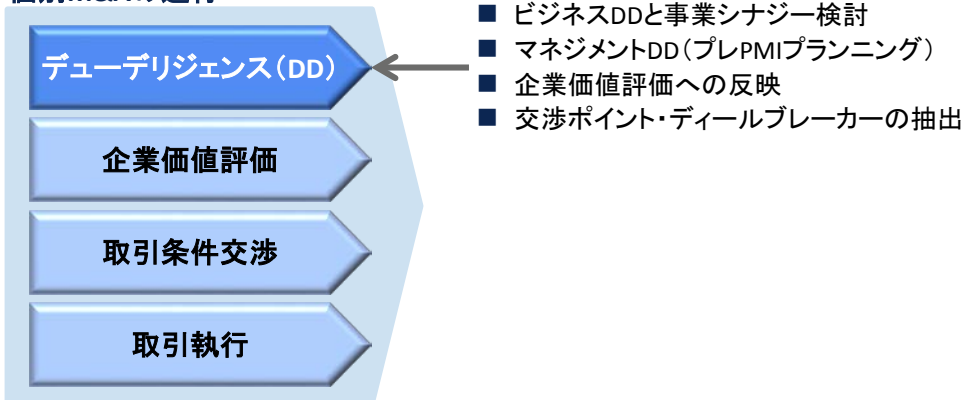 デューデリジェンス（DD）
企業価値評価
取引条件交渉
取引執行
■ ビジネスDDと事業シナジー検討
■ マネジメントDD（プレPMIプランニング）
■ 企業価値評価への反映
■ 交渉ポイント・ディールブレーカーの抽出